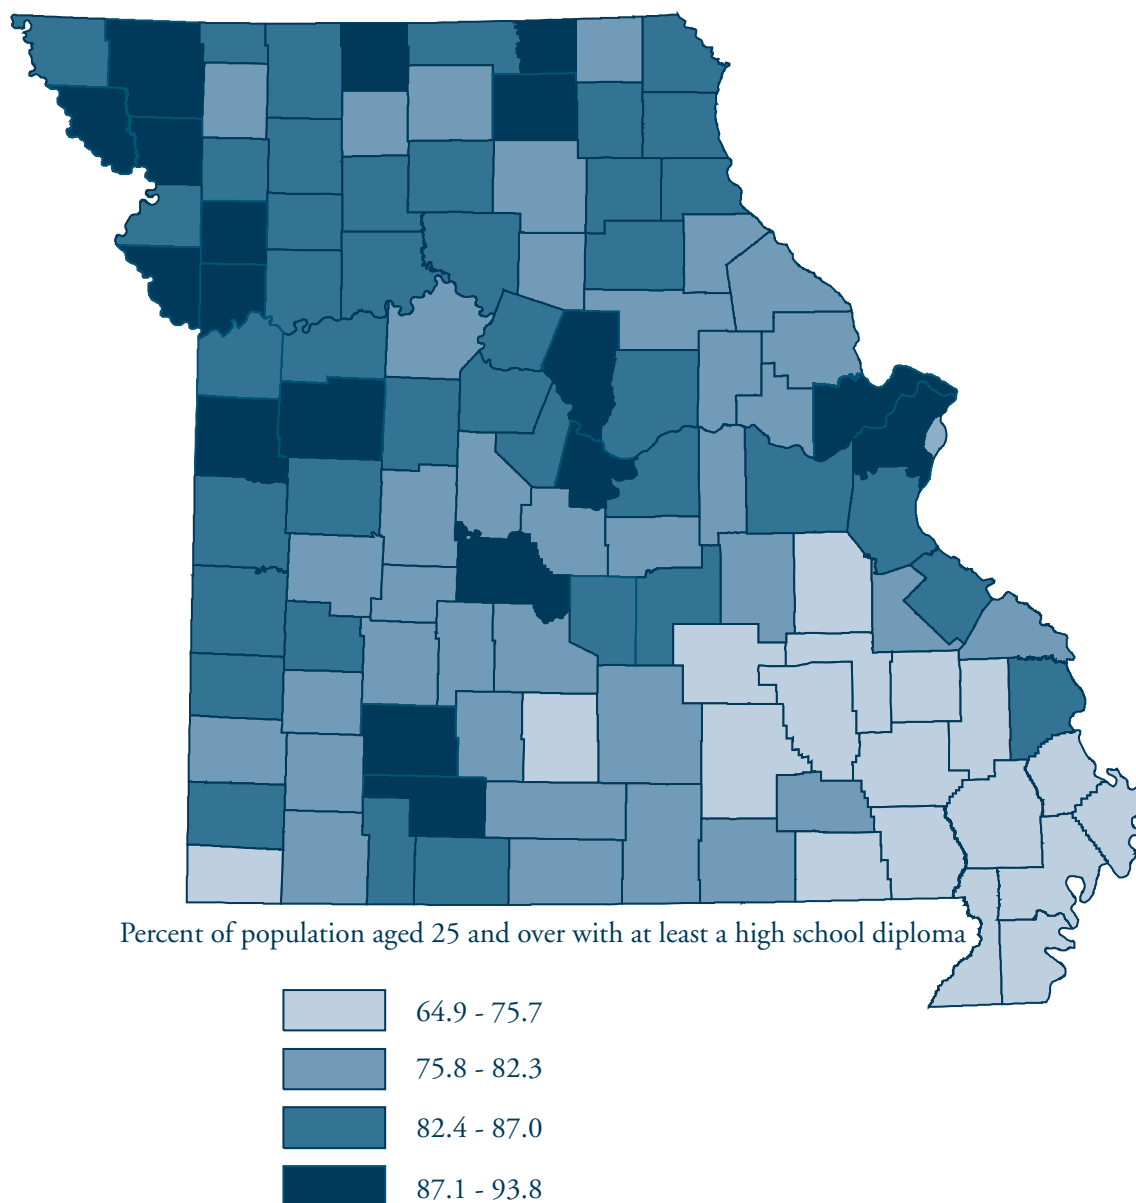 Percent of population aged 25 and over with at least a high school diploma
64.9 - 75.7
75.8 - 82.3
82.4 - 87.0
87.1 - 93.8